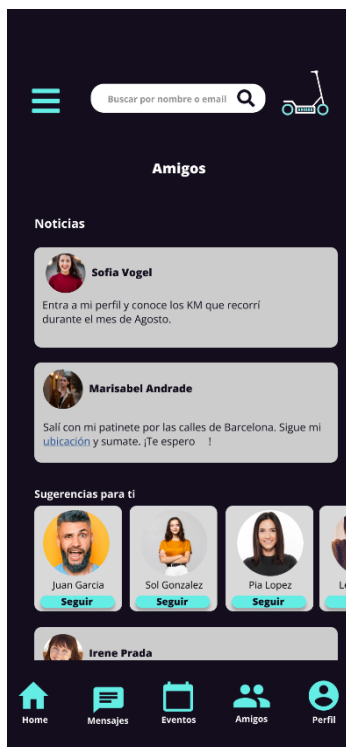 Buscar por nombre o email
Amigos
Noticias
Sofia Vogel
Entra a mi perfil y conoce los KM que recorrí
durante el mes de Agosto.
Marisabel Andrade
Salí con mi patinete por las calles de Barcelona. Sigue mi
ubicación y sumate. ¡Te espero !
Sugerencias para ti
Juan Garcia Sol Gonzalez Pia Lopez
Seguir Seguir Seguir
Irene Prada
Home Mensajes Eventos Amigos Perfil